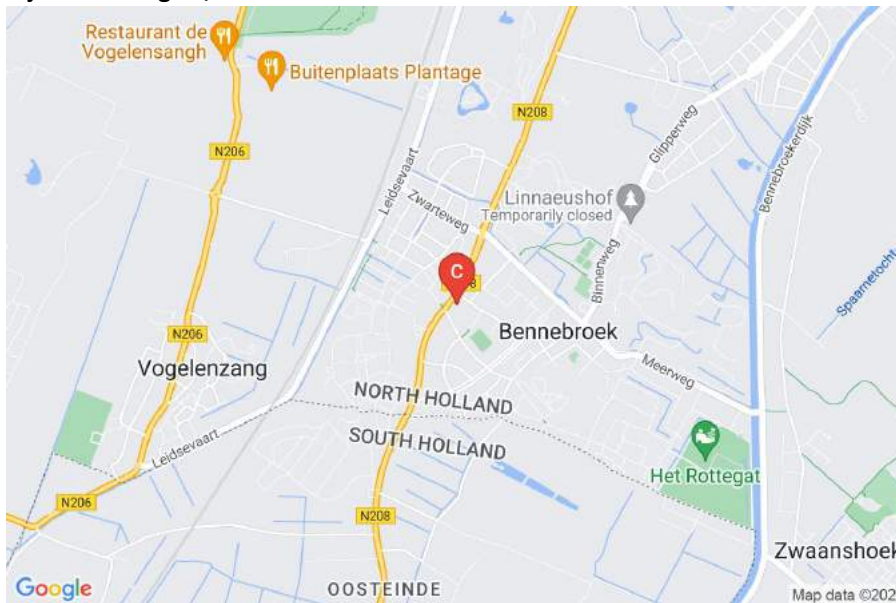 Restaurant de
Vogelensangh
Buitenplaats Plantage
N208
N206
Leidsevaart
Zwarteweg
Glipperweg
Bennebroekerdijk
Linnaeushof
Temporarily closed
Binnenweg
Spaarnetocht
C
Bennebroek
N206
Vogelenzang
Meerweg
NORTH HOLLAND
SOUTH HOLLAND
Leidsevaart
Het Rottegat
N206
N208
Zwaanshoek
Google
OOSTEINDE
Map data ©202